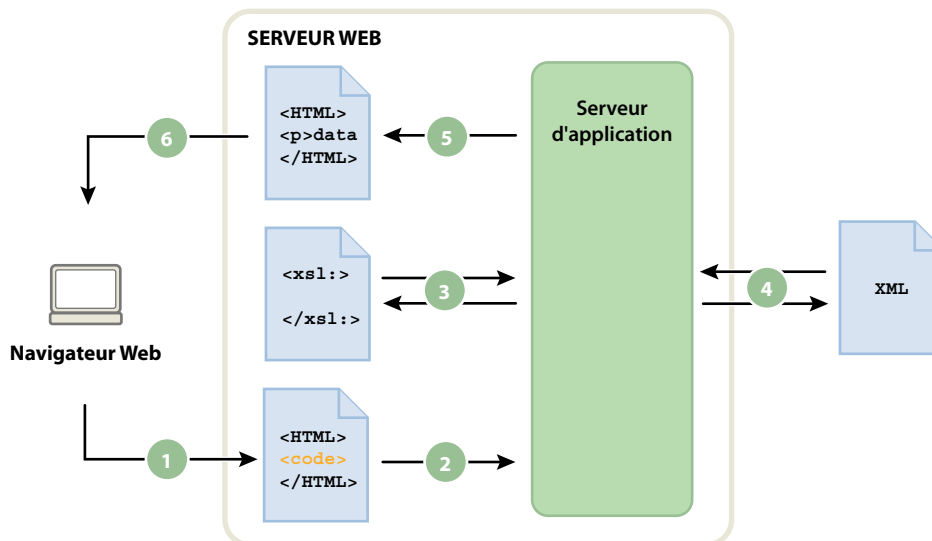 SERVEUR WEB
<HTML>
<p>data
</HTML>
6
5
Serveur
d'application
<xsl:>
</xsl:>
3
4
XML
Navigateur Web
<HTML>
<code>
</HTML>
1
2